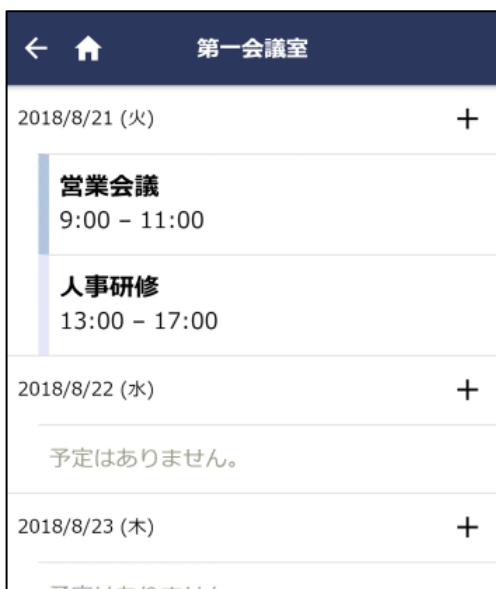 第一会議室
2018/8/21 (火)
営業会議
9:00 – 11:00
人事研修
13:00 – 17:00
2018/8/22 (水)
予定はありません。
2018/8/23 (木)